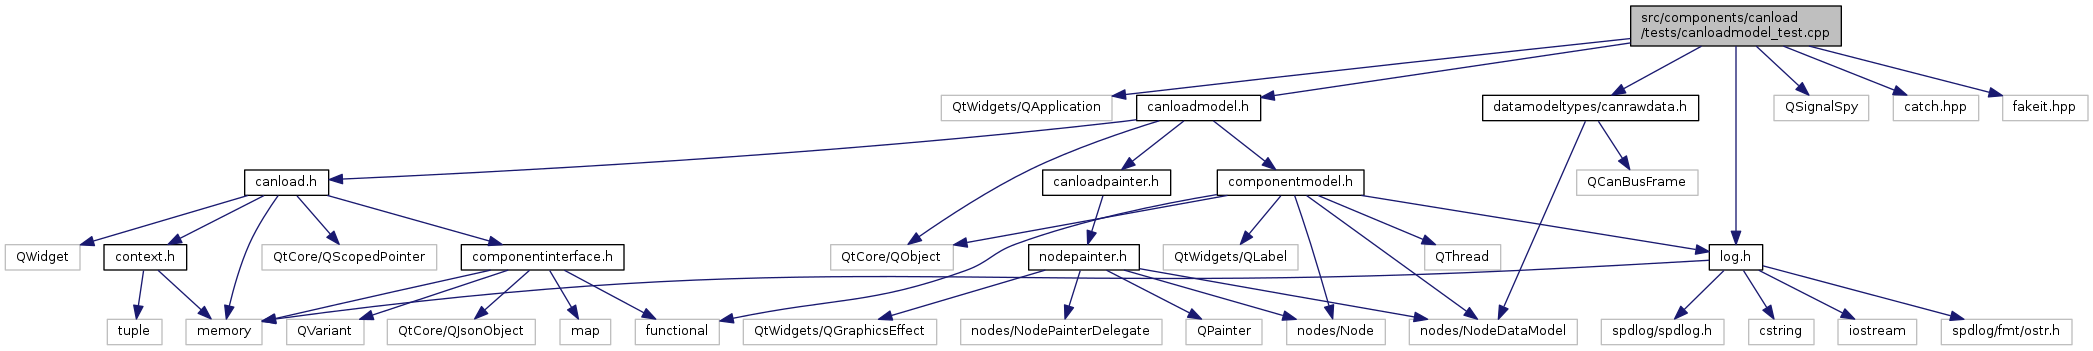 src/components/canload
/tests/canloadmodel_test.cpp
QtWidgets/QApplication
canloadmodel.h
datamodeltypes/canrawdata.h
QSignalSpy
catch.hpp
fakeit.hpp
canload.h
canloadpainter.h
componentmodel.h
QCanBusFrame
QWidget
context.h
QtCore/QScopedPointer
componentinterface.h
QtCore/QObject
nodepainter.h
QtWidgets/QLabel
QThread
log.h
tuple
memory
QVariant
QtCore/QJsonObject
map
functional
QtWidgets/QGraphicsEffect
nodes/NodePainterDelegate
QPainter
nodes/Node
nodes/NodeDataModel
spdlog/spdlog.h
cstring
iostream
spdlog/fmt/ostr.h